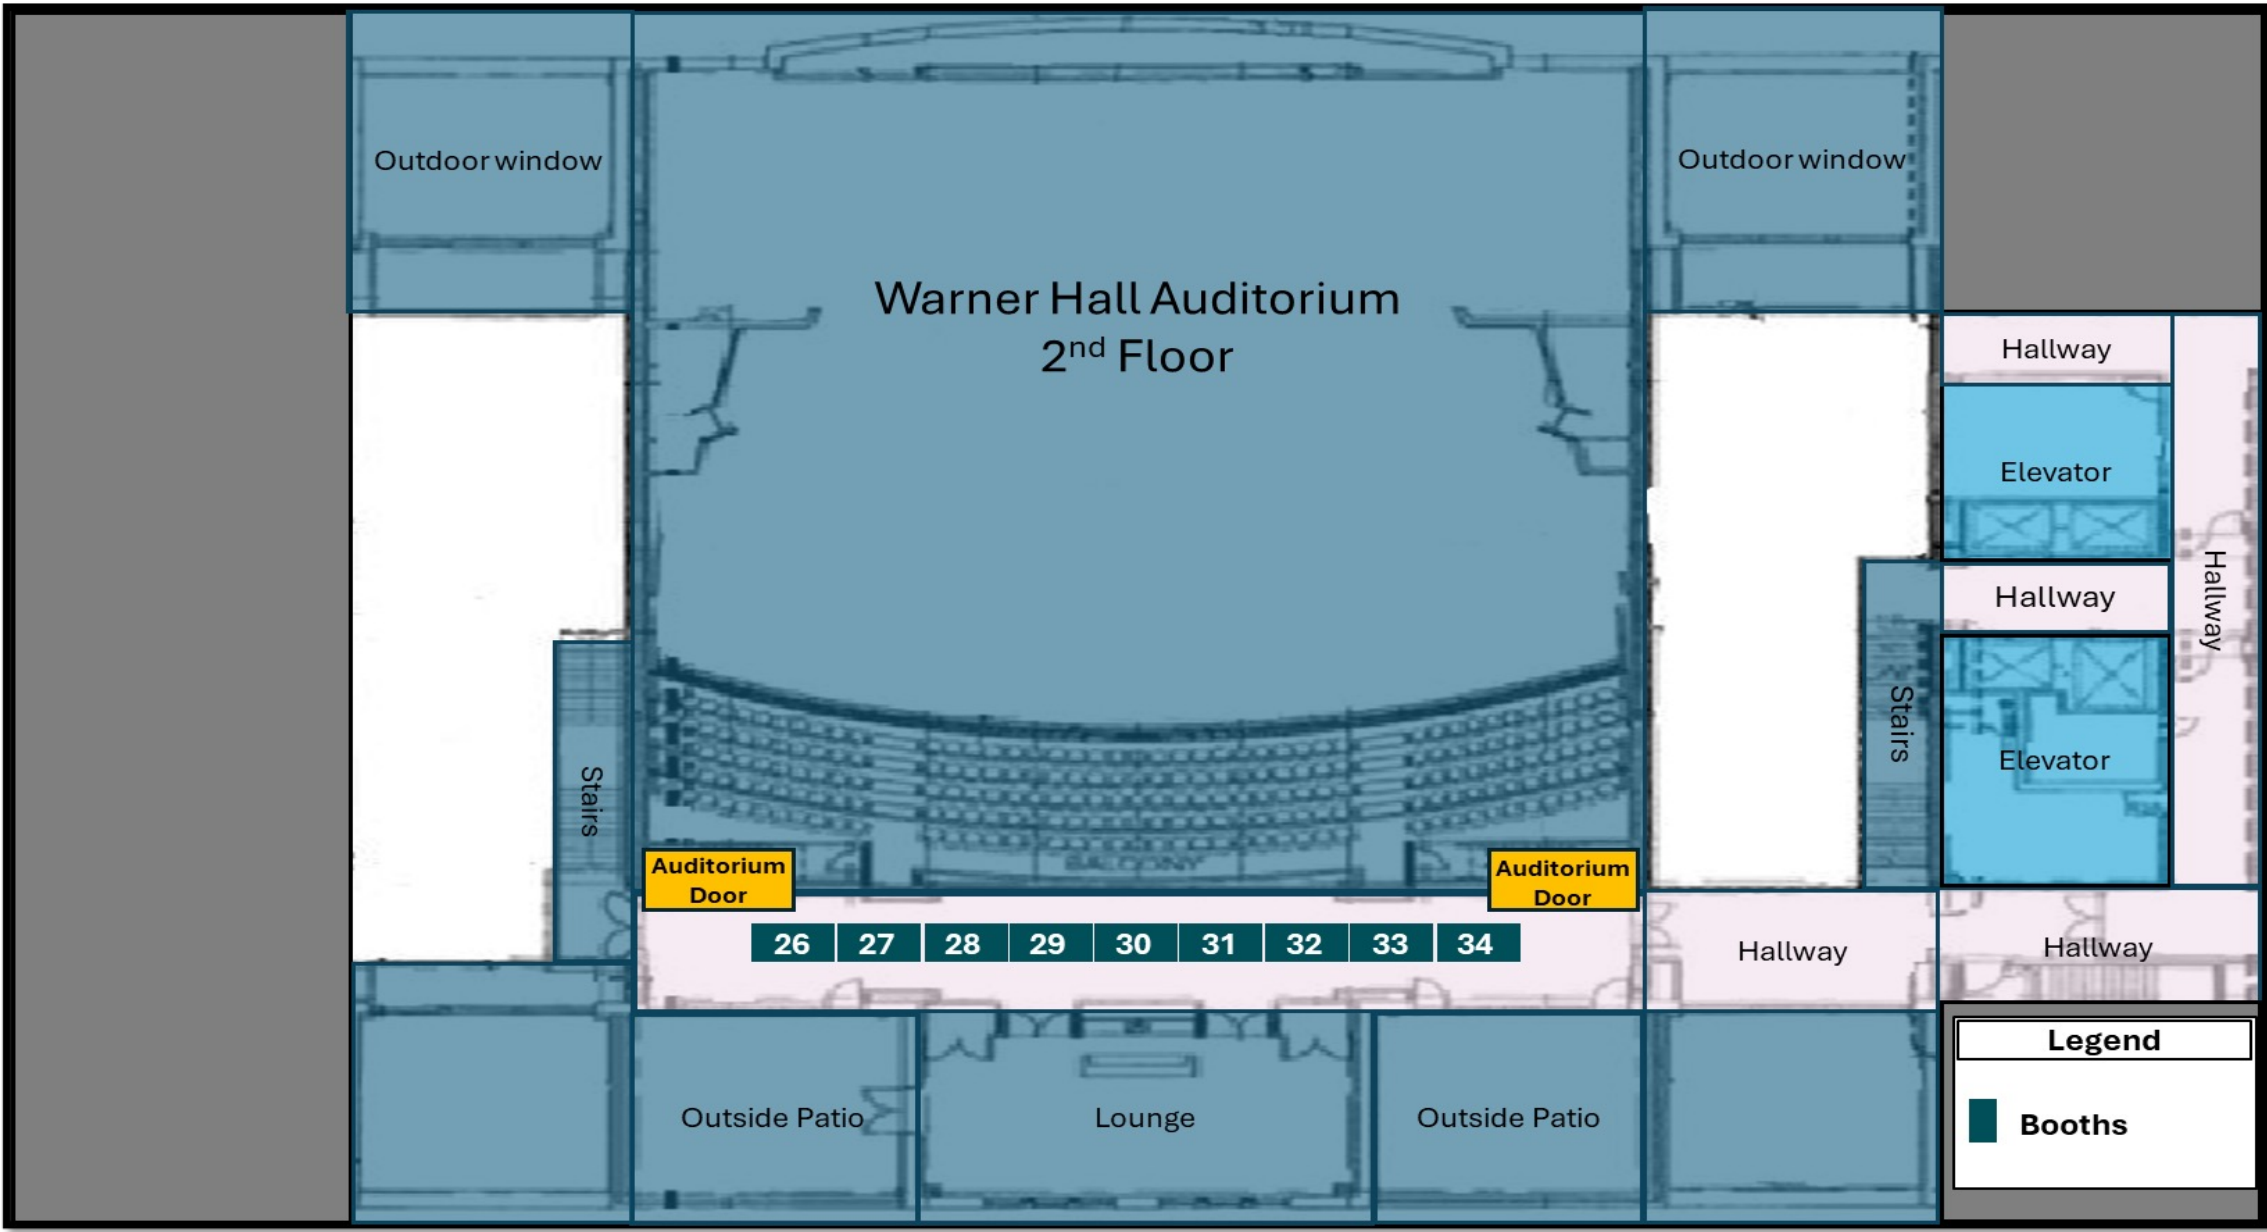 Outdoor window
Outdoor window
Warner Hall Auditorium
2nd Floor
Hallway
Elevator
Hallway
Hallway
Stairs
Elevator
Stairs
BALCONY
Auditorium
Door
Auditorium
Door
26 27 28 29 30 31 32 33 34
Hallway
Hallway
Outside Patio
Lounge
Outside Patio
Legend
Booths